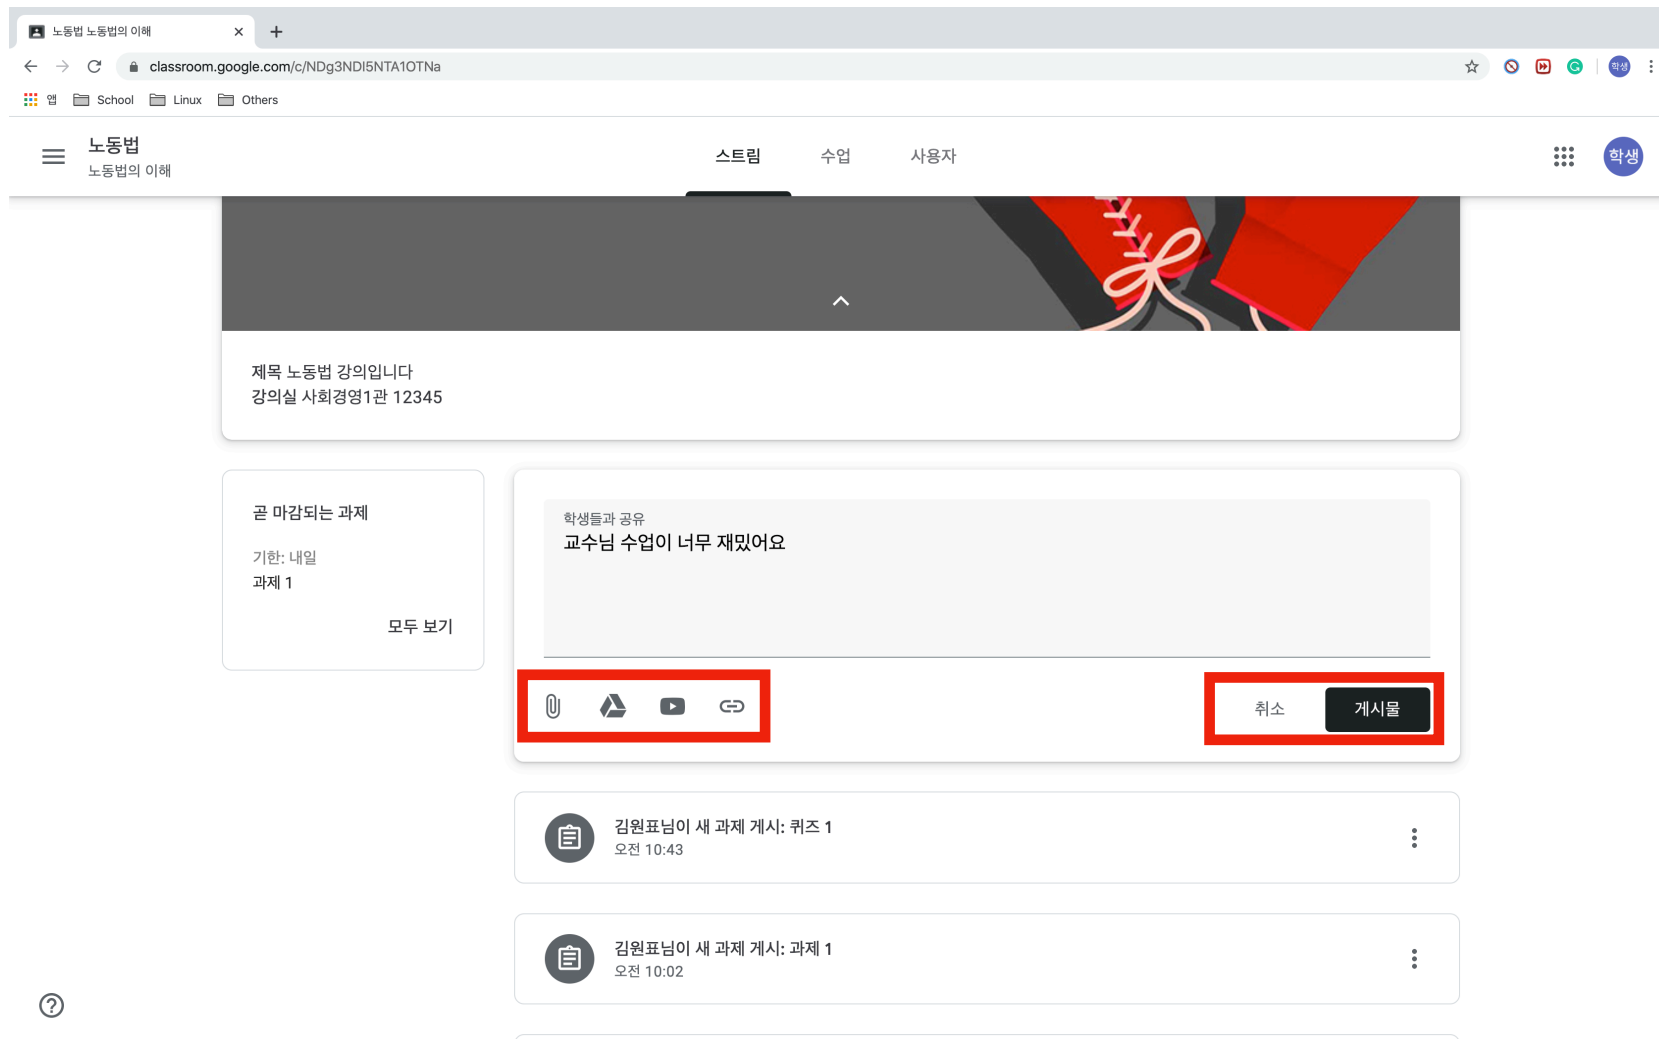 노동법 노동법의 이해
classroom.google.com/c/NDg3NDI5NTA1OTNa
학생
앱 School Linux Others
노동법
노동법의 이해
스트림 수업 사용자
학생
제목 노동법 강의입니다
강의실 사회경영1관 12345
곧 마감되는 과제
기한: 내일
과제 1
모두 보기
학생들과 공유
교수님 수업이 너무 재밌어요
취소 게시물
김원표님이 새 과제 게시: 퀴즈 1
오전 10:43
김원표님이 새 과제 게시: 과제 1
오전 10:02